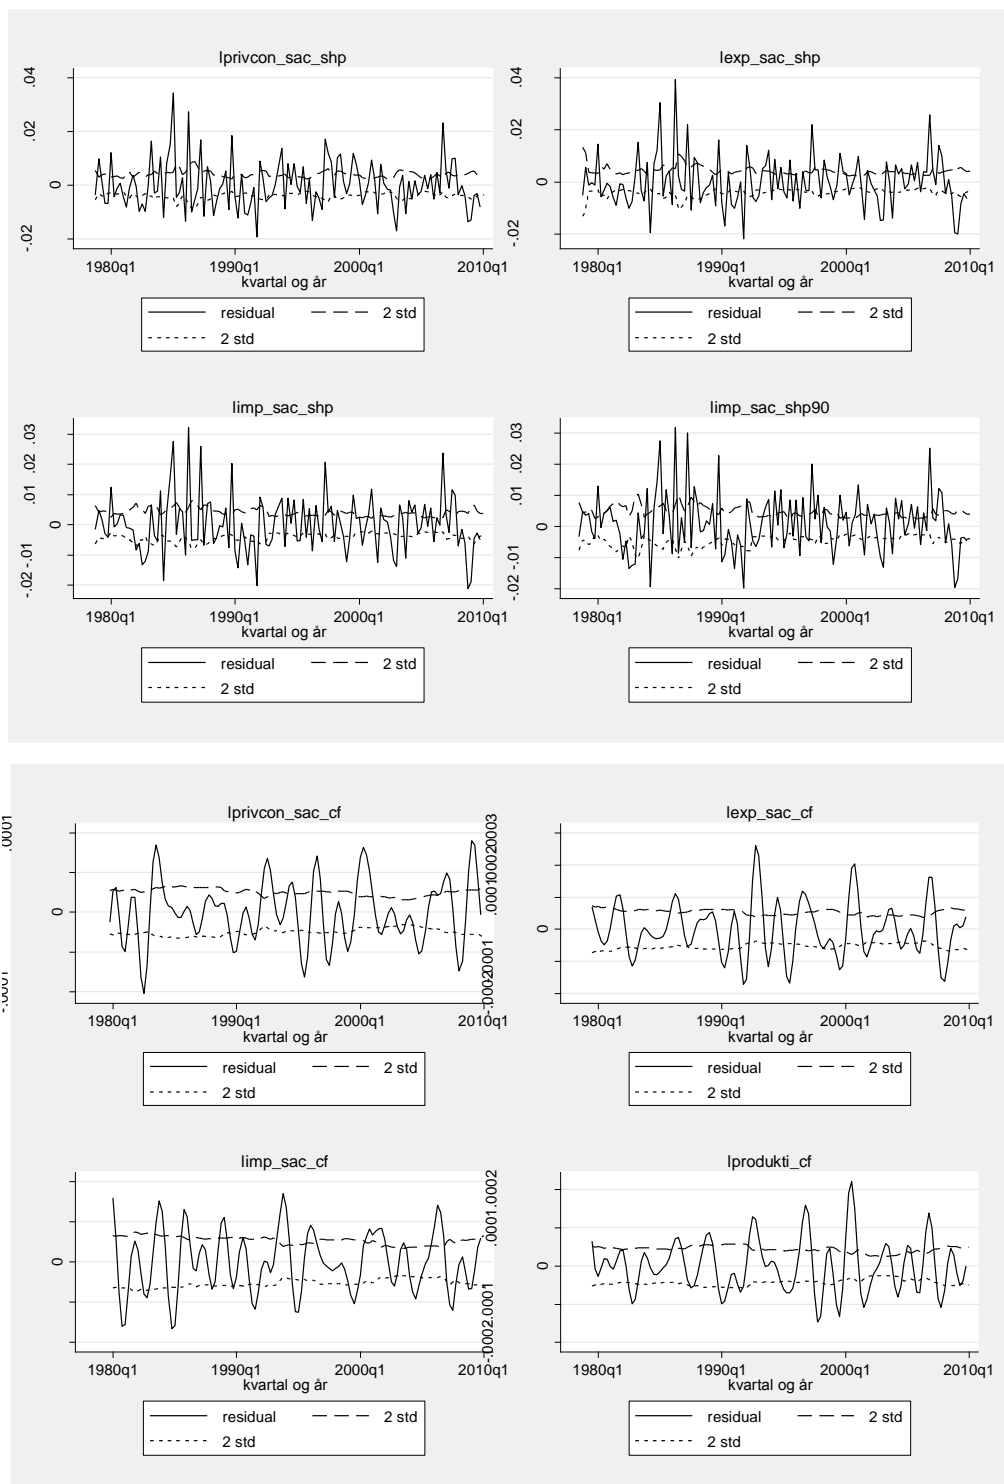 lprivcon_sac_shp
.04
.02
0
-.02
1980q1 1990q1 2000q1 2010q1
kvartal og år
residual 2 std
2 std
lexp_sac_shp
.04
.02
0
-.02
1980q1 1990q1 2000q1 2010q1
kvartal og år
residual 2 std
2 std
limp_sac_shp
.03
.02
.01
0
-.01
-.02
1980q1 1990q1 2000q1 2010q1
kvartal og år
residual 2 std
2 std
limp_sac_shp90
.03
.02
.01
0
-.01
-.02
1980q1 1990q1 2000q1 2010q1
kvartal og år
residual 2 std
2 std
lprivcon_sac_cf
.0001
0
-.0001
1980q1 1990q1 2000q1 2010q1
kvartal og år
residual 2 std
2 std
lexp_sac_cf
0
1980q1 1990q1 2000q1 2010q1
kvartal og år
residual 2 std
2 std
limp_sac_cf
0
1980q1 1990q1 2000q1 2010q1
kvartal og år
residual 2 std
2 std
lprodukti_cf
.0002
.0001
0
1980q1 1990q1 2000q1 2010q1
kvartal og år
residual 2 std
2 std